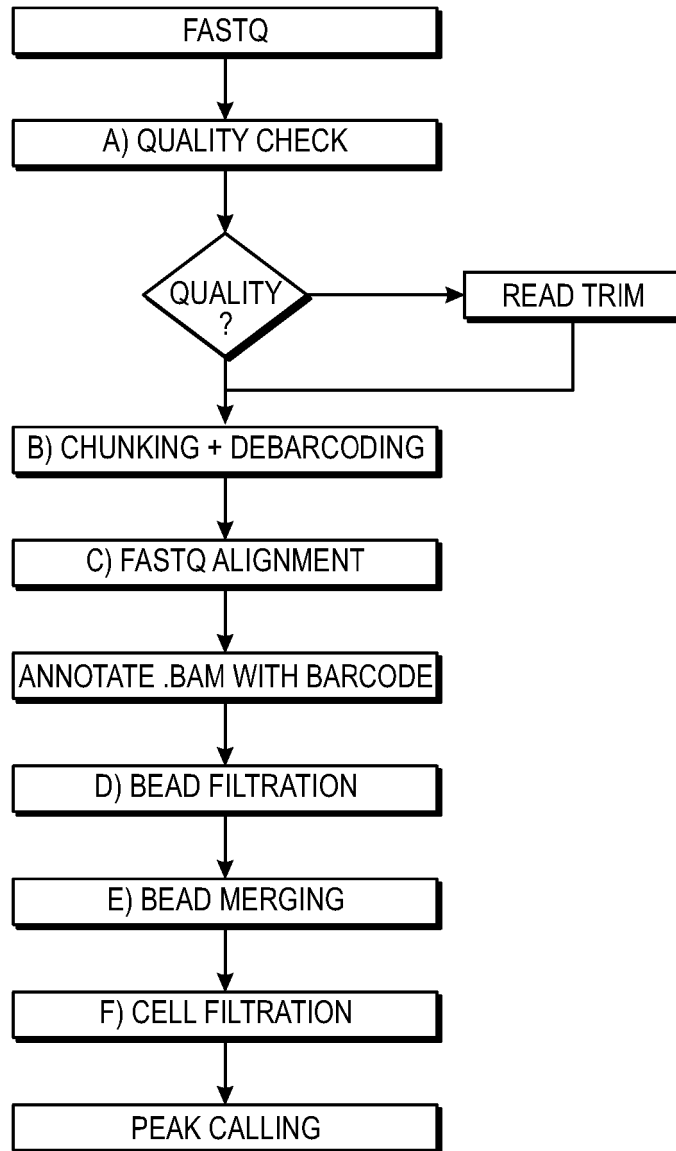 FASTQ
A) QUALITY CHECK
QUALITY
?
READ TRIM
B) CHUNKING + DEBARCODING
C) FASTQ ALIGNMENT
ANNOTATE .BAM WITH BARCODE
D) BEAD FILTRATION
E) BEAD MERGING
F) CELL FILTRATION
PEAK CALLING